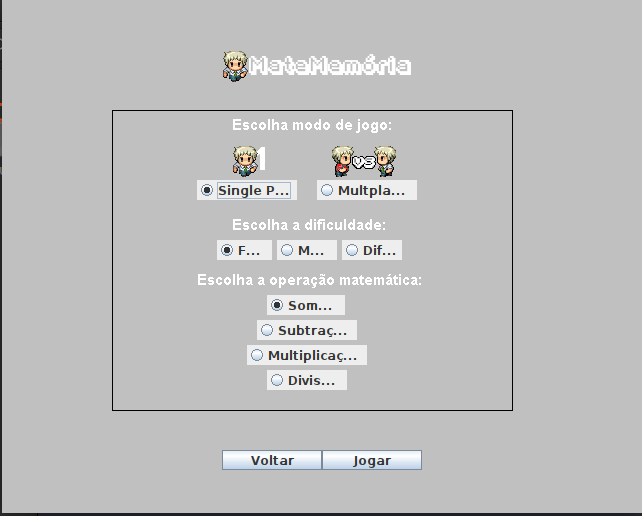 MateMemória
Escolha modo de jogo:
1
vs
Single P...
Multpla...
Escolha a dificuldade:
F...
M...
Dif...
Escolha a operação matemática:
Som...
Subtraç...
Multiplicaç...
Divis...
Voltar
Jogar